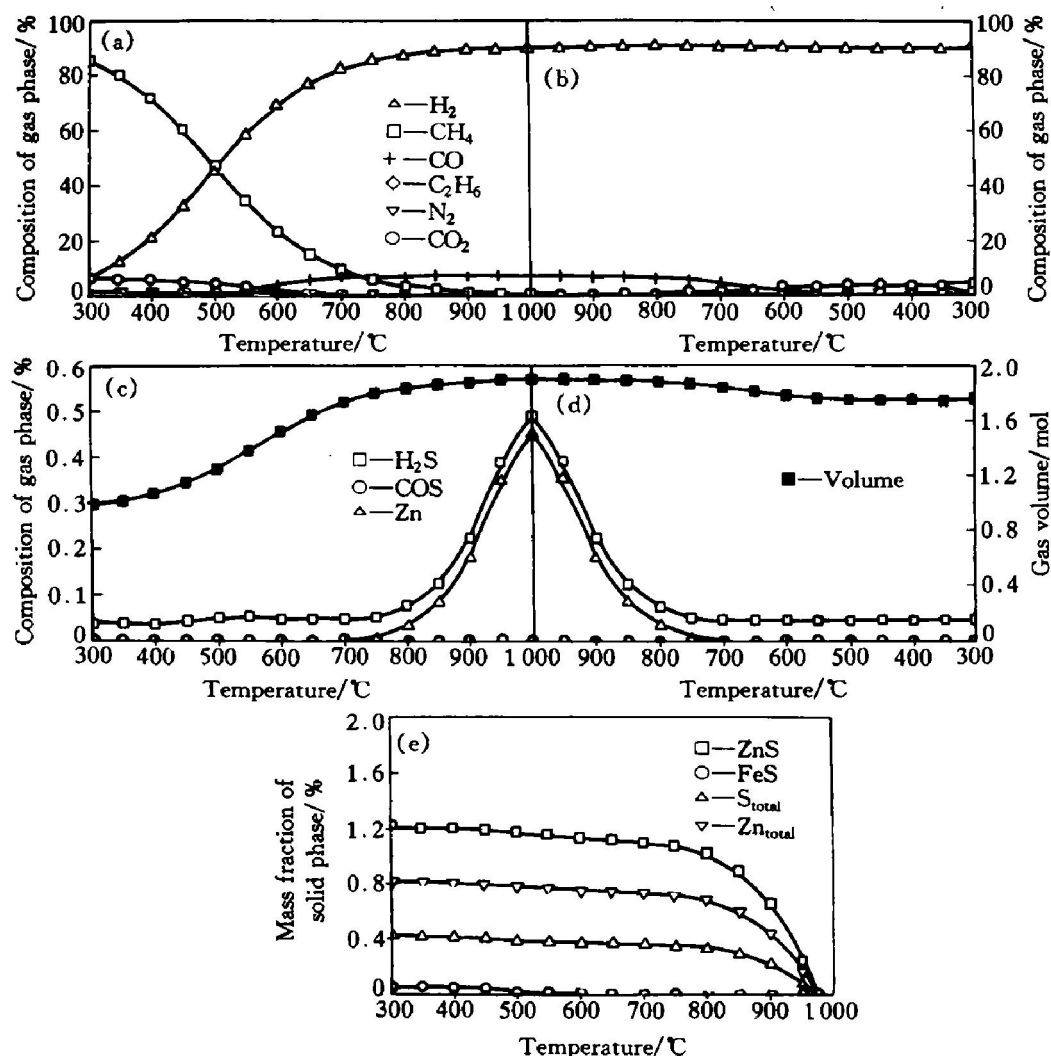 (a)
(b)
Composition of gas phase/ %
100
80
60
40
20
0
H2
CH4
CO
C2H6
N2
CO2
100
80
60
40
20
0
Composition of gas phase/ %
300 400 500 600 700 800 900 1 000 900 800 700 600 500 400 300
Temperature/℃ Temperature/℃
(c)
(d)
Composition of gas phase/ %
0.6
0.5
0.4
0.3
0.2
0.1
0
H2S
COS
Zn
Volume
2.0
1.6
1.2
0.8
0.4
0
Gas volume/mol
300 400 500 600 700 800 900 1 000 900 800 700 600 500 400 300
Temperature/℃ Temperature/℃
(e)
Mass fraction of
solid phase/ %
2.0
1.6
1.2
0.8
0.4
0
ZnS
FeS
Stotal
Zntotal
300 400 500 600 700 800 900 1 000
Temperature/℃